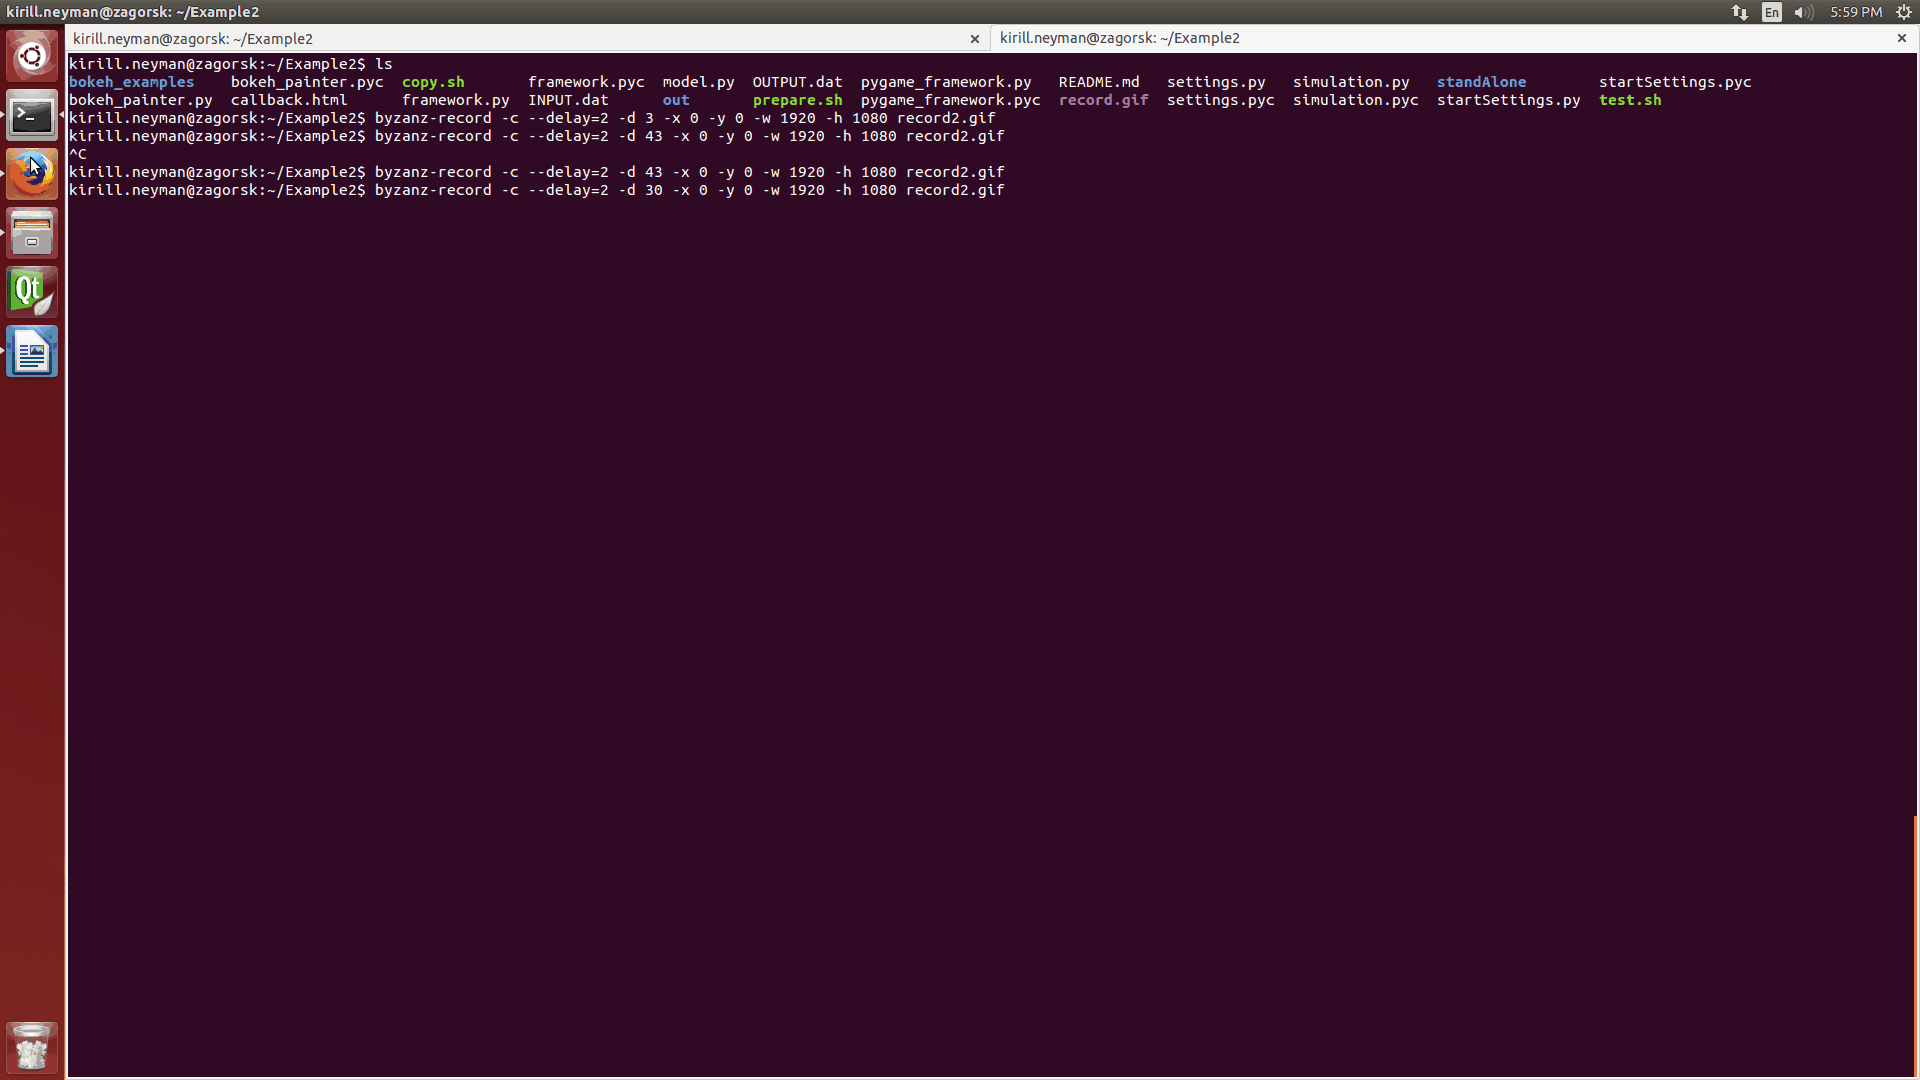 kirill.neyman@zagorsk: ~/Example2
En
5:59 PM
kirill.neyman@zagorsk: ~/Example2 × kirill.neyman@zagorsk: ~/Example2 ×
kirill.neyman@zagorsk:~/Example2$ ls
bokeh_examples bokeh_painter.pyc copy.sh framework.pyc model.py OUTPUT.dat pygame_framework.py README.md settings.py simulation.py standAlone startSettings.pyc
bokeh_painter.py callback.html framework.py INPUT.dat out prepare.sh pygame_framework.pyc record.gif settings.pyc simulation.pyc startSettings.py test.sh
kirill.neyman@zagorsk:~/Example2$ byzanz-record -c --delay=2 -d 3 -x 0 -y 0 -w 1920 -h 1080 record2.gif
kirill.neyman@zagorsk:~/Example2$ byzanz-record -c --delay=2 -d 43 -x 0 -y 0 -w 1920 -h 1080 record2.gif
^C
kirill.neyman@zagorsk:~/Example2$ byzanz-record -c --delay=2 -d 43 -x 0 -y 0 -w 1920 -h 1080 record2.gif
kirill.neyman@zagorsk:~/Example2$ byzanz-record -c --delay=2 -d 30 -x 0 -y 0 -w 1920 -h 1080 record2.gif
>_
Qt